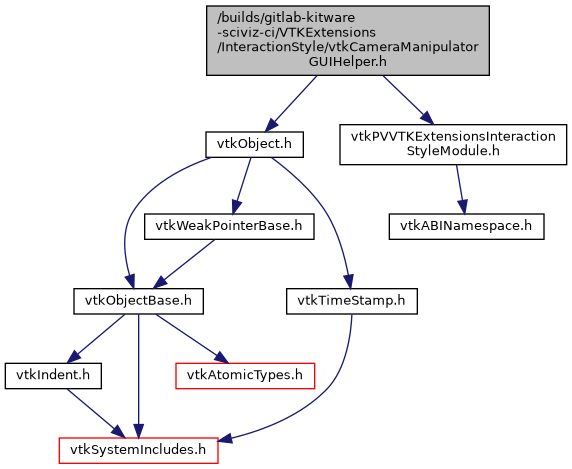 /builds/gitlab-kitware
-sciviz-ci/VTKExtensions
/InteractionStyle/vtkCameraManipulator
GUIHelper.h
vtkObject.h
vtkPVVTKExtensionsInteraction
StyleModule.h
vtkWeakPointerBase.h
vtkABINamespace.h
vtkObjectBase.h
vtkTimeStamp.h
vtkIndent.h
vtkAtomicTypes.h
vtkSystemIncludes.h